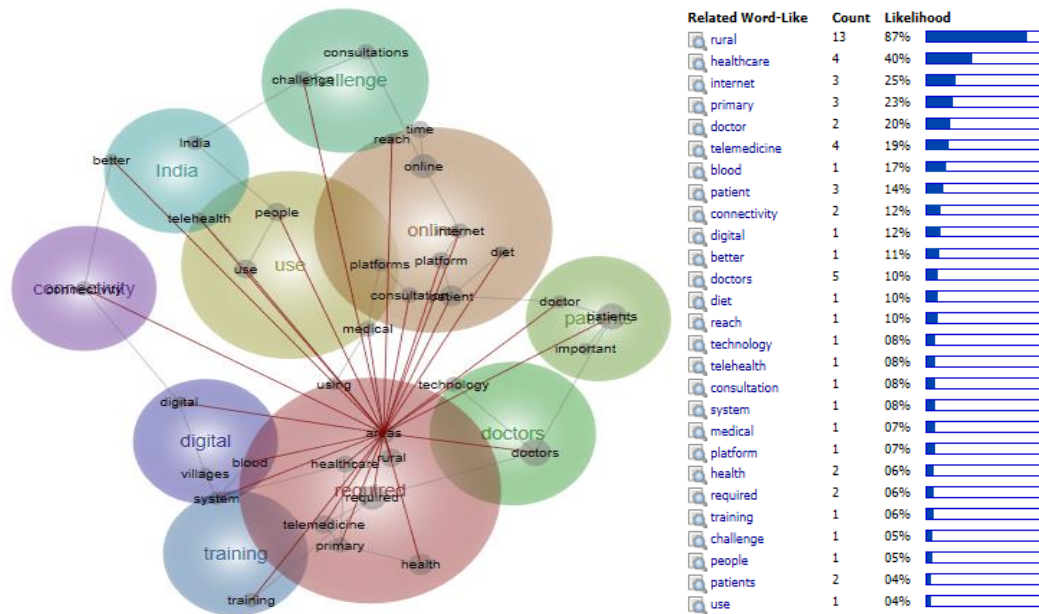 consultations
challenge
challenge
time
reach
India
better
online
India
people
telehealth
online
internet
diet
use
use
platforms
platform
connectivity
connectivity
consultation
patient
doctor
patients
patients
medical
important
using
technology
digital
areas
doctors
digital
doctors
blood
healthcare
rural
villages
required
system
required
telemedicine
training
primary
health
training
Related Word-Like Count Likelihood
rural 13 87%
healthcare 4 40%
internet 3 25%
primary 3 23%
doctor 2 20%
telemedicine 4 19%
blood 1 17%
patient 3 14%
connectivity 2 12%
digital 1 12%
better 1 11%
doctors 5 10%
diet 1 10%
reach 1 10%
technology 1 08%
telehealth 1 08%
consultation 1 08%
system 1 08%
medical 1 07%
platform 1 07%
health 2 06%
required 2 06%
training 1 06%
challenge 1 05%
people 1 05%
patients 2 04%
use 1 04%